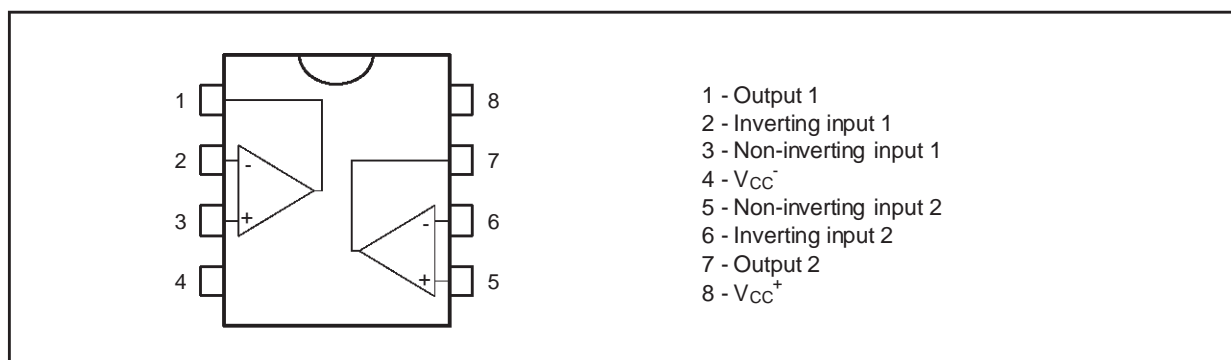 1
2
-
3
+
4
8
7
6
-
5
+
1 - Output 1
2 - Inverting input 1
3 - Non-inverting input 1
4 - VCC-
5 - Non-inverting input 2
6 - Inverting input 2
7 - Output 2
8 - VCC+